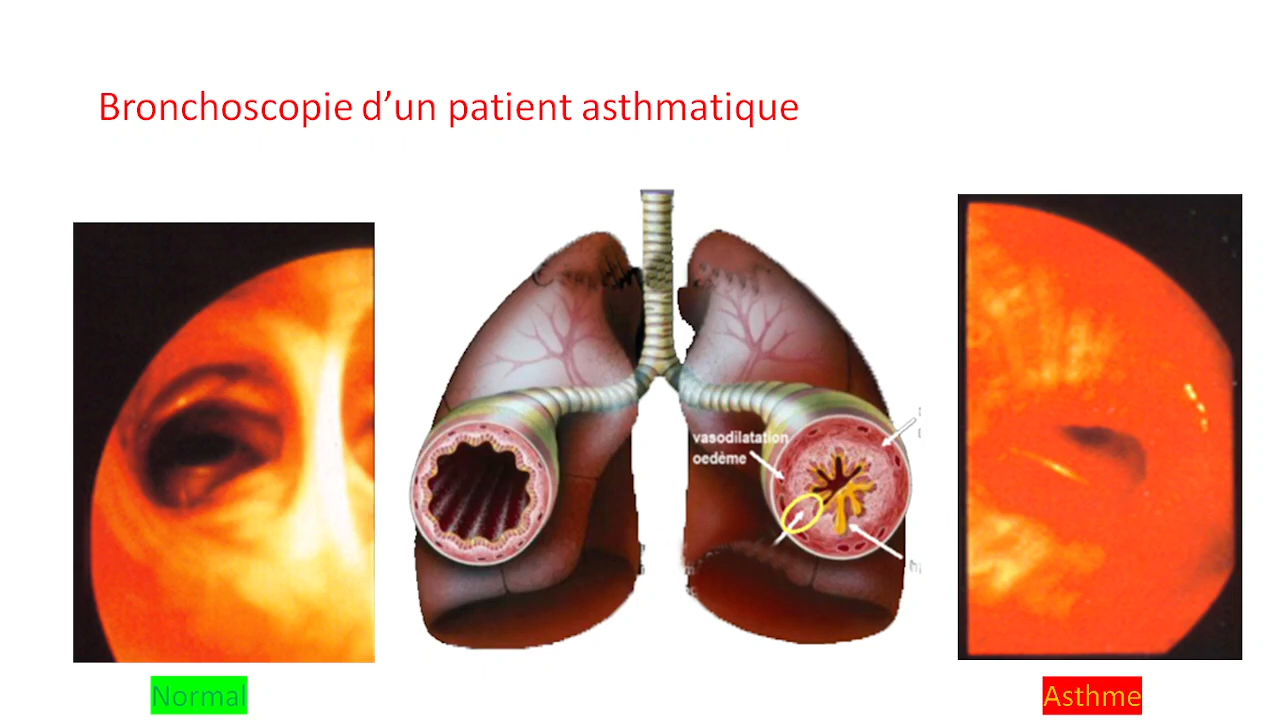 Bronchoscopie d'un patient asthmatique
vasodilatation
oedème
Normal
Asthme